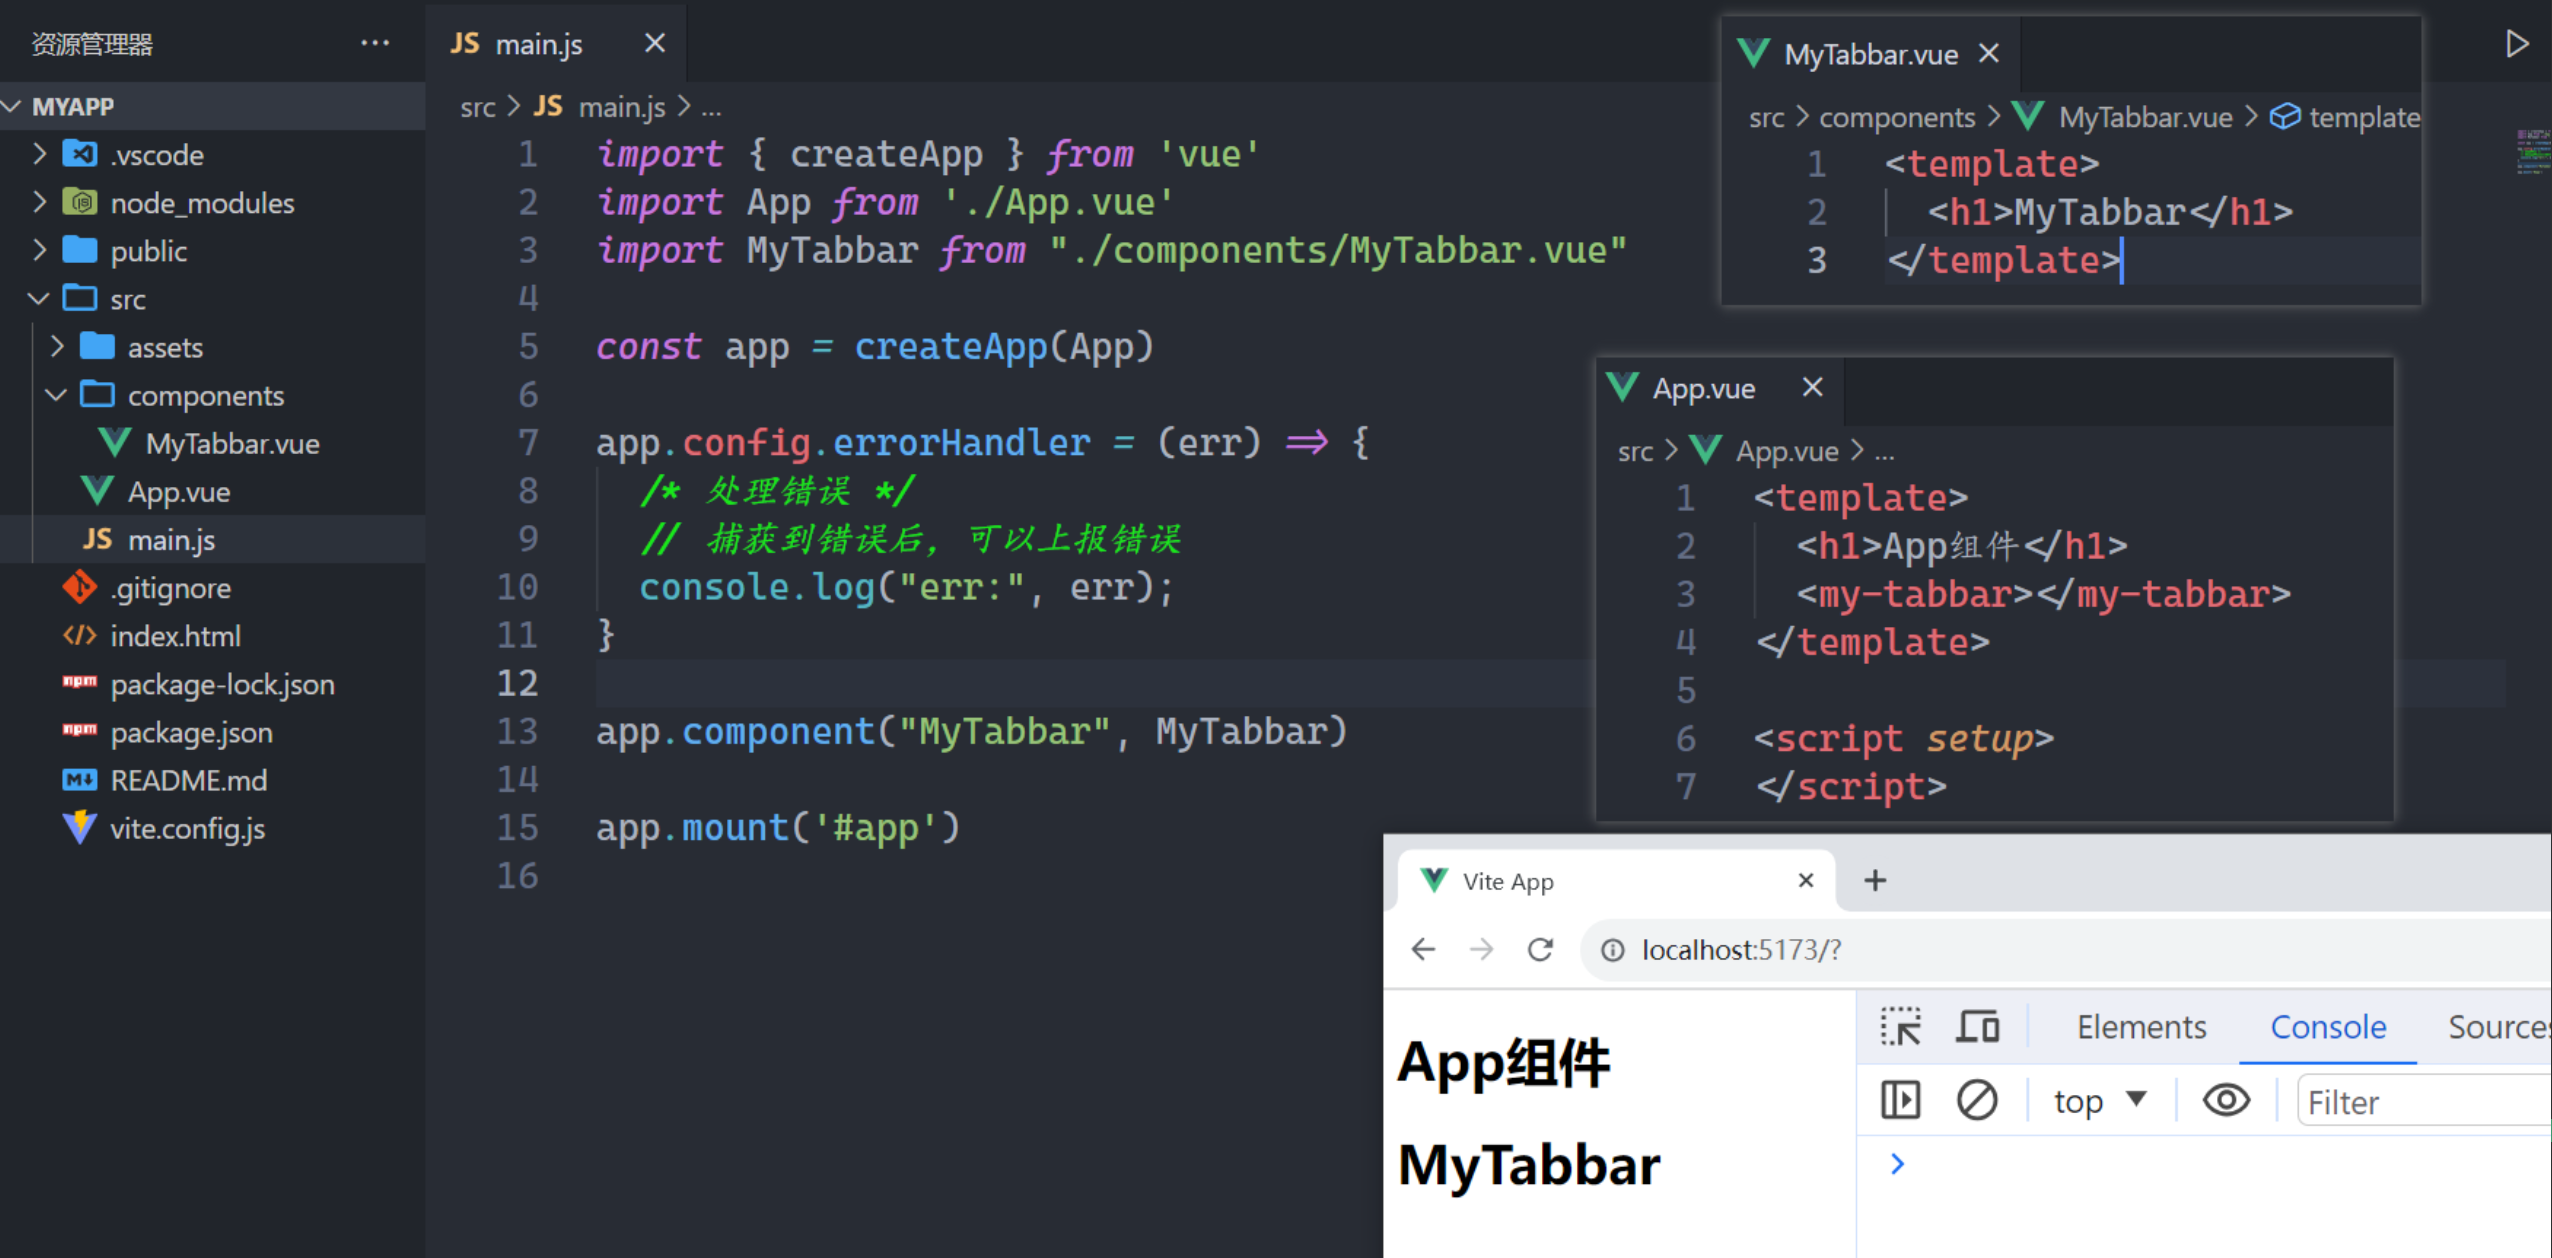 资源管理器
MYAPP
.vscode
node_modules
public
src
assets
components
MyTabbar.vue
App.vue
JS main.js
.gitignore
index.html
package-lock.json
package.json
README.md
vite.config.js
JS main.js
src > JS main.js > ...
1 import { createApp } from 'vue'
2 import App from './App.vue'
3 import MyTabbar from "./components/MyTabbar.vue"
4
5 const app = createApp(App)
6
7 app.config.errorHandler = (err) => {
8 /* 处理错误 */
9 // 捕获到错误后，可以上报错误
10 console.log("err:", err);
11 }
12
13 app.component("MyTabbar", MyTabbar)
14
15 app.mount('#app')
16
MyTabbar.vue
src > components > MyTabbar.vue > template
1 <template>
2 <h1>MyTabbar</h1>
3 </template>
App.vue
src > App.vue > ...
1 <template>
2 <h1>App组件</h1>
3 <my-tabbar></my-tabbar>
4 </template>
5
6 <script setup>
7 </script>
Vite App
localhost:5173/?
App组件
MyTabbar
Elements Console Sources
top Filter